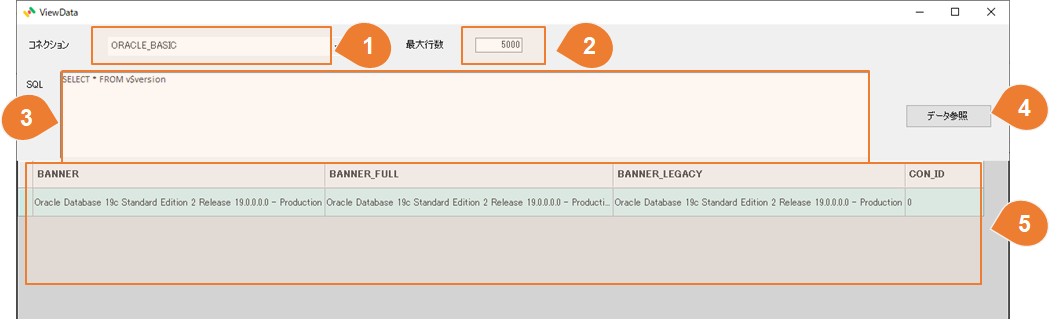 ViewData
コネクション
ORACLE_BASIC
1
最大行数
5000
2
SQL
SELECT * FROM v$version
3
データ参照
4
BANNER BANNER_FULL BANNER_LEGACY CON_ID
Oracle Database 19c Standard Edition 2 Release 19.0.0.0.0 - Production Oracle Database 19c Standard Edition 2 Release 19.0.0.0.0 - Producti... Oracle Database 19c Standard Edition 2 Release 19.0.0.0.0 - Production 0
5